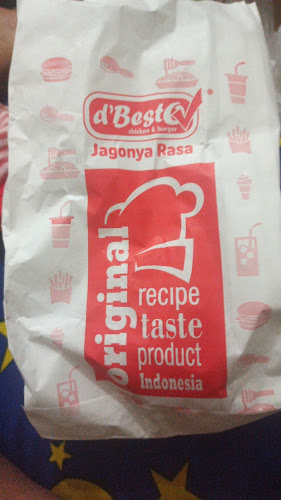 d'Besto
chicken & burger
Jagonya Rasa
original
recipe
taste
product
Indonesia